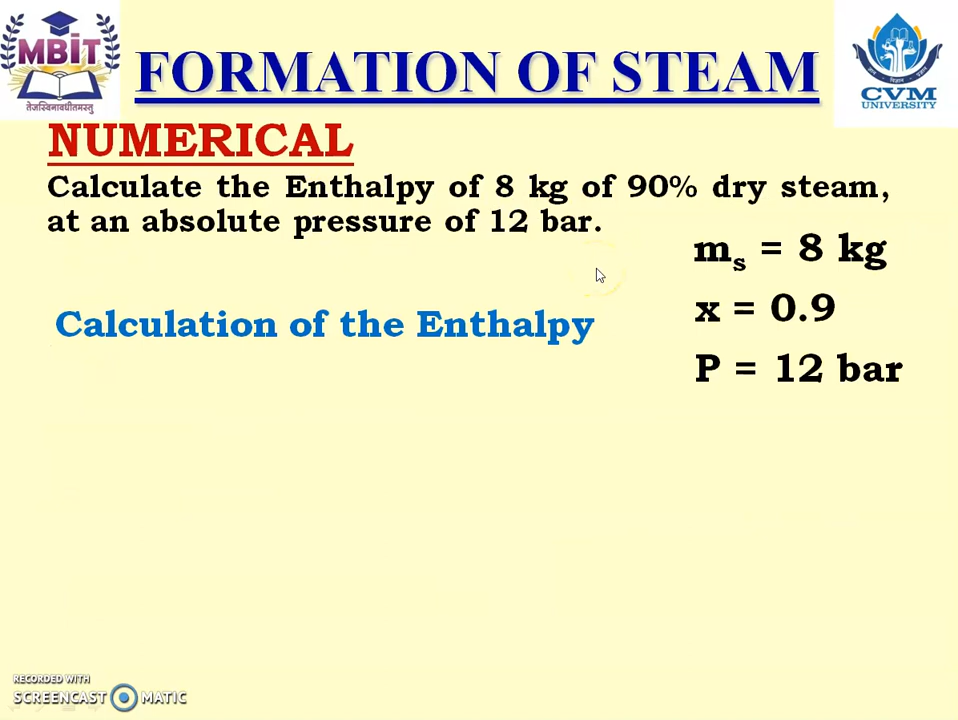 MBIT
तेजस्विनावधीतमस्तु
FORMATION OF STEAM
CVM
UNIVERSITY
NUMERICAL
Calculate the Enthalpy of 8 kg of 90% dry steam,
at an absolute pressure of 12 bar.
mₛ = 8 kg
x = 0.9
P = 12 bar
Calculation of the Enthalpy
RECORDED WITH
SCREENCAST MATIC